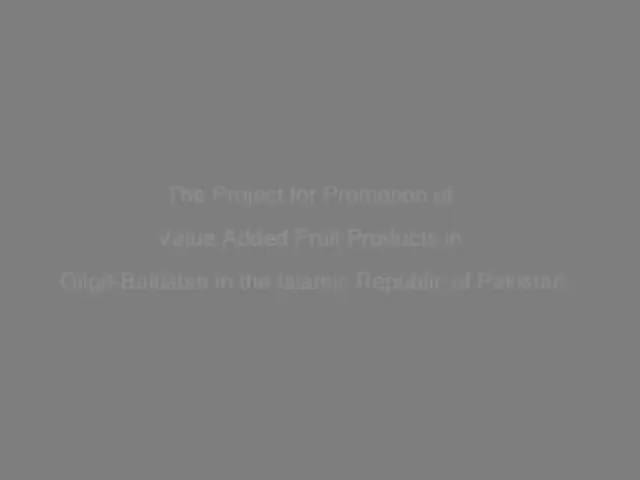 The Project for Promotion of
Value Added Fruit Products in
Gilgit-Baltistan in the Islamic Republic of Pakistan